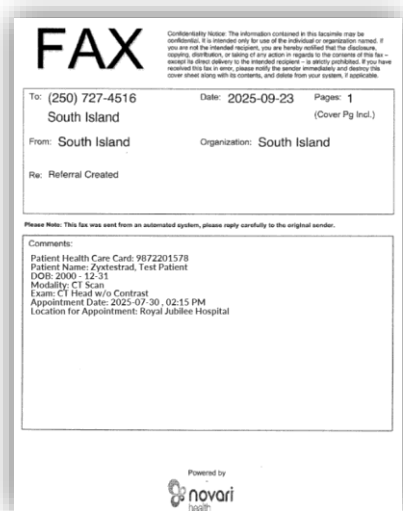 FAX
Confidentiality Notice: The information contained in this facsimile may be
confidential. It is intended only for use of the individual or organization named. If
you are not the intended recipient, you are hereby notified that the disclosure,
copying, distribution, or taking of any action in regards to the contents of this fax –
except its direct delivery to the intended recipient – is strictly prohibited. If you have
received this fax in error, please notify the sender immediately and destroy this
cover sheet along with its contents, and delete from your system, if applicable.
To: (250) 727-4516
South Island
Date: 2025-09-23
Pages: 1
(Cover Pg Incl.)
From: South Island
Organization: South Island
Re: Referral Created
Please Note: This fax was sent from an automated system, please reply carefully to the original sender.
Comments:
Patient Health Care Card: 9872201578
Patient Name: Zyxtestrad, Test Patient
DOB: 2000 - 12-31
Modality: CT Scan
Exam: CT Head w/o Contrast
Appointment Date: 2025-07-30 , 02:15 PM
Location for Appointment: Royal Jubilee Hospital
Powered by
novari
health